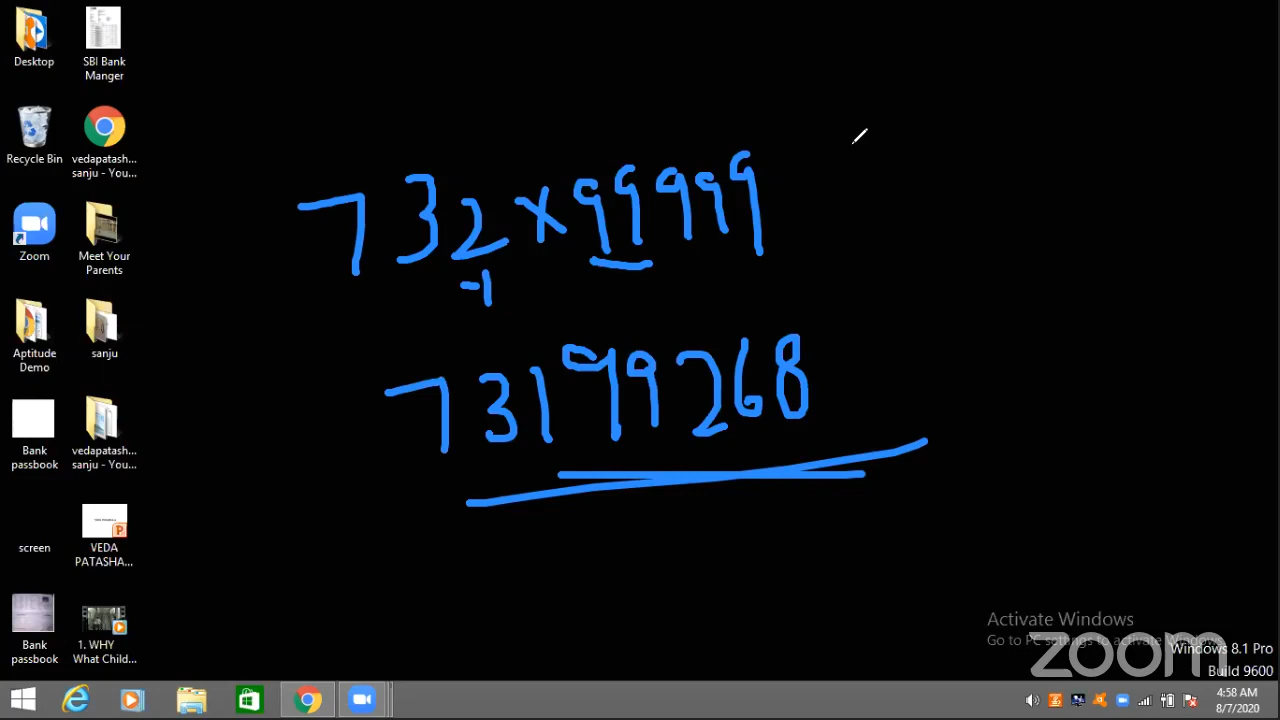 Desktop
SBI Bank Manger
Recycle Bin
vedapatash... sanju - You...
Zoom
Meet Your Parents
Aptitude Demo
sanju
Bank passbook
vedapatash... sanju - You...
screen
VEDA PATASHA...
Bank passbook
1. WHY What Child...
732×99999
-1
73199268
Activate Windows
Go to PC settings to activate Windows.
zoom
Windows 8.1 Pro
Build 9600
4:58 AM
8/7/2020